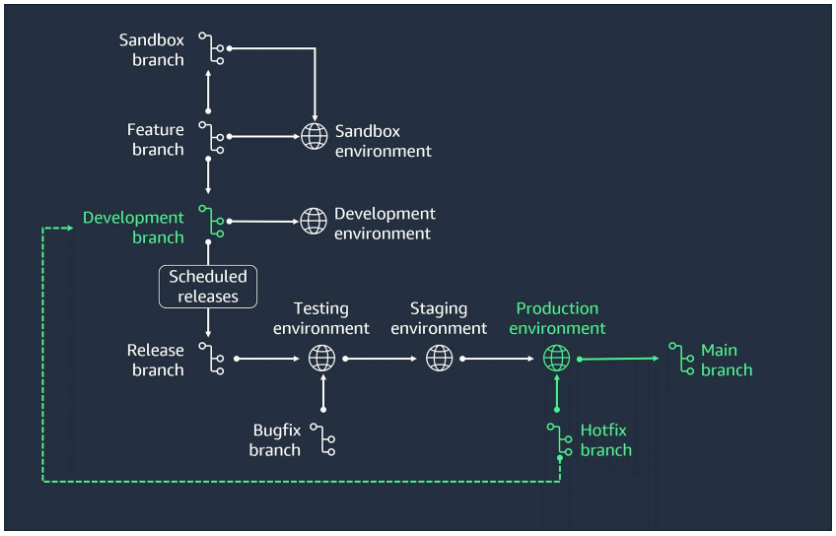 Sandbox
branch
Feature
branch
Sandbox
environment
Development
branch
Development
environment
Scheduled
releases
Testing
environment
Staging
environment
Production
environment
Release
branch
Main
branch
Bugfix
branch
Hotfix
branch